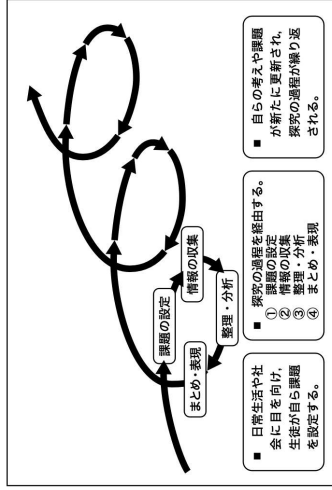 課題の設定
情報の収集
整理・分析
まとめ・表現
■ 日常生活や社
会に目を向け、
生徒が自ら課題
を設定する。
■ 探究の過程を経由する。
① 課題の設定
② 情報の収集
③ 整理・分析
④ まとめ・表現
■ 自らの考えや課題
が新たに更新され、
探究の過程が繰り返
される。